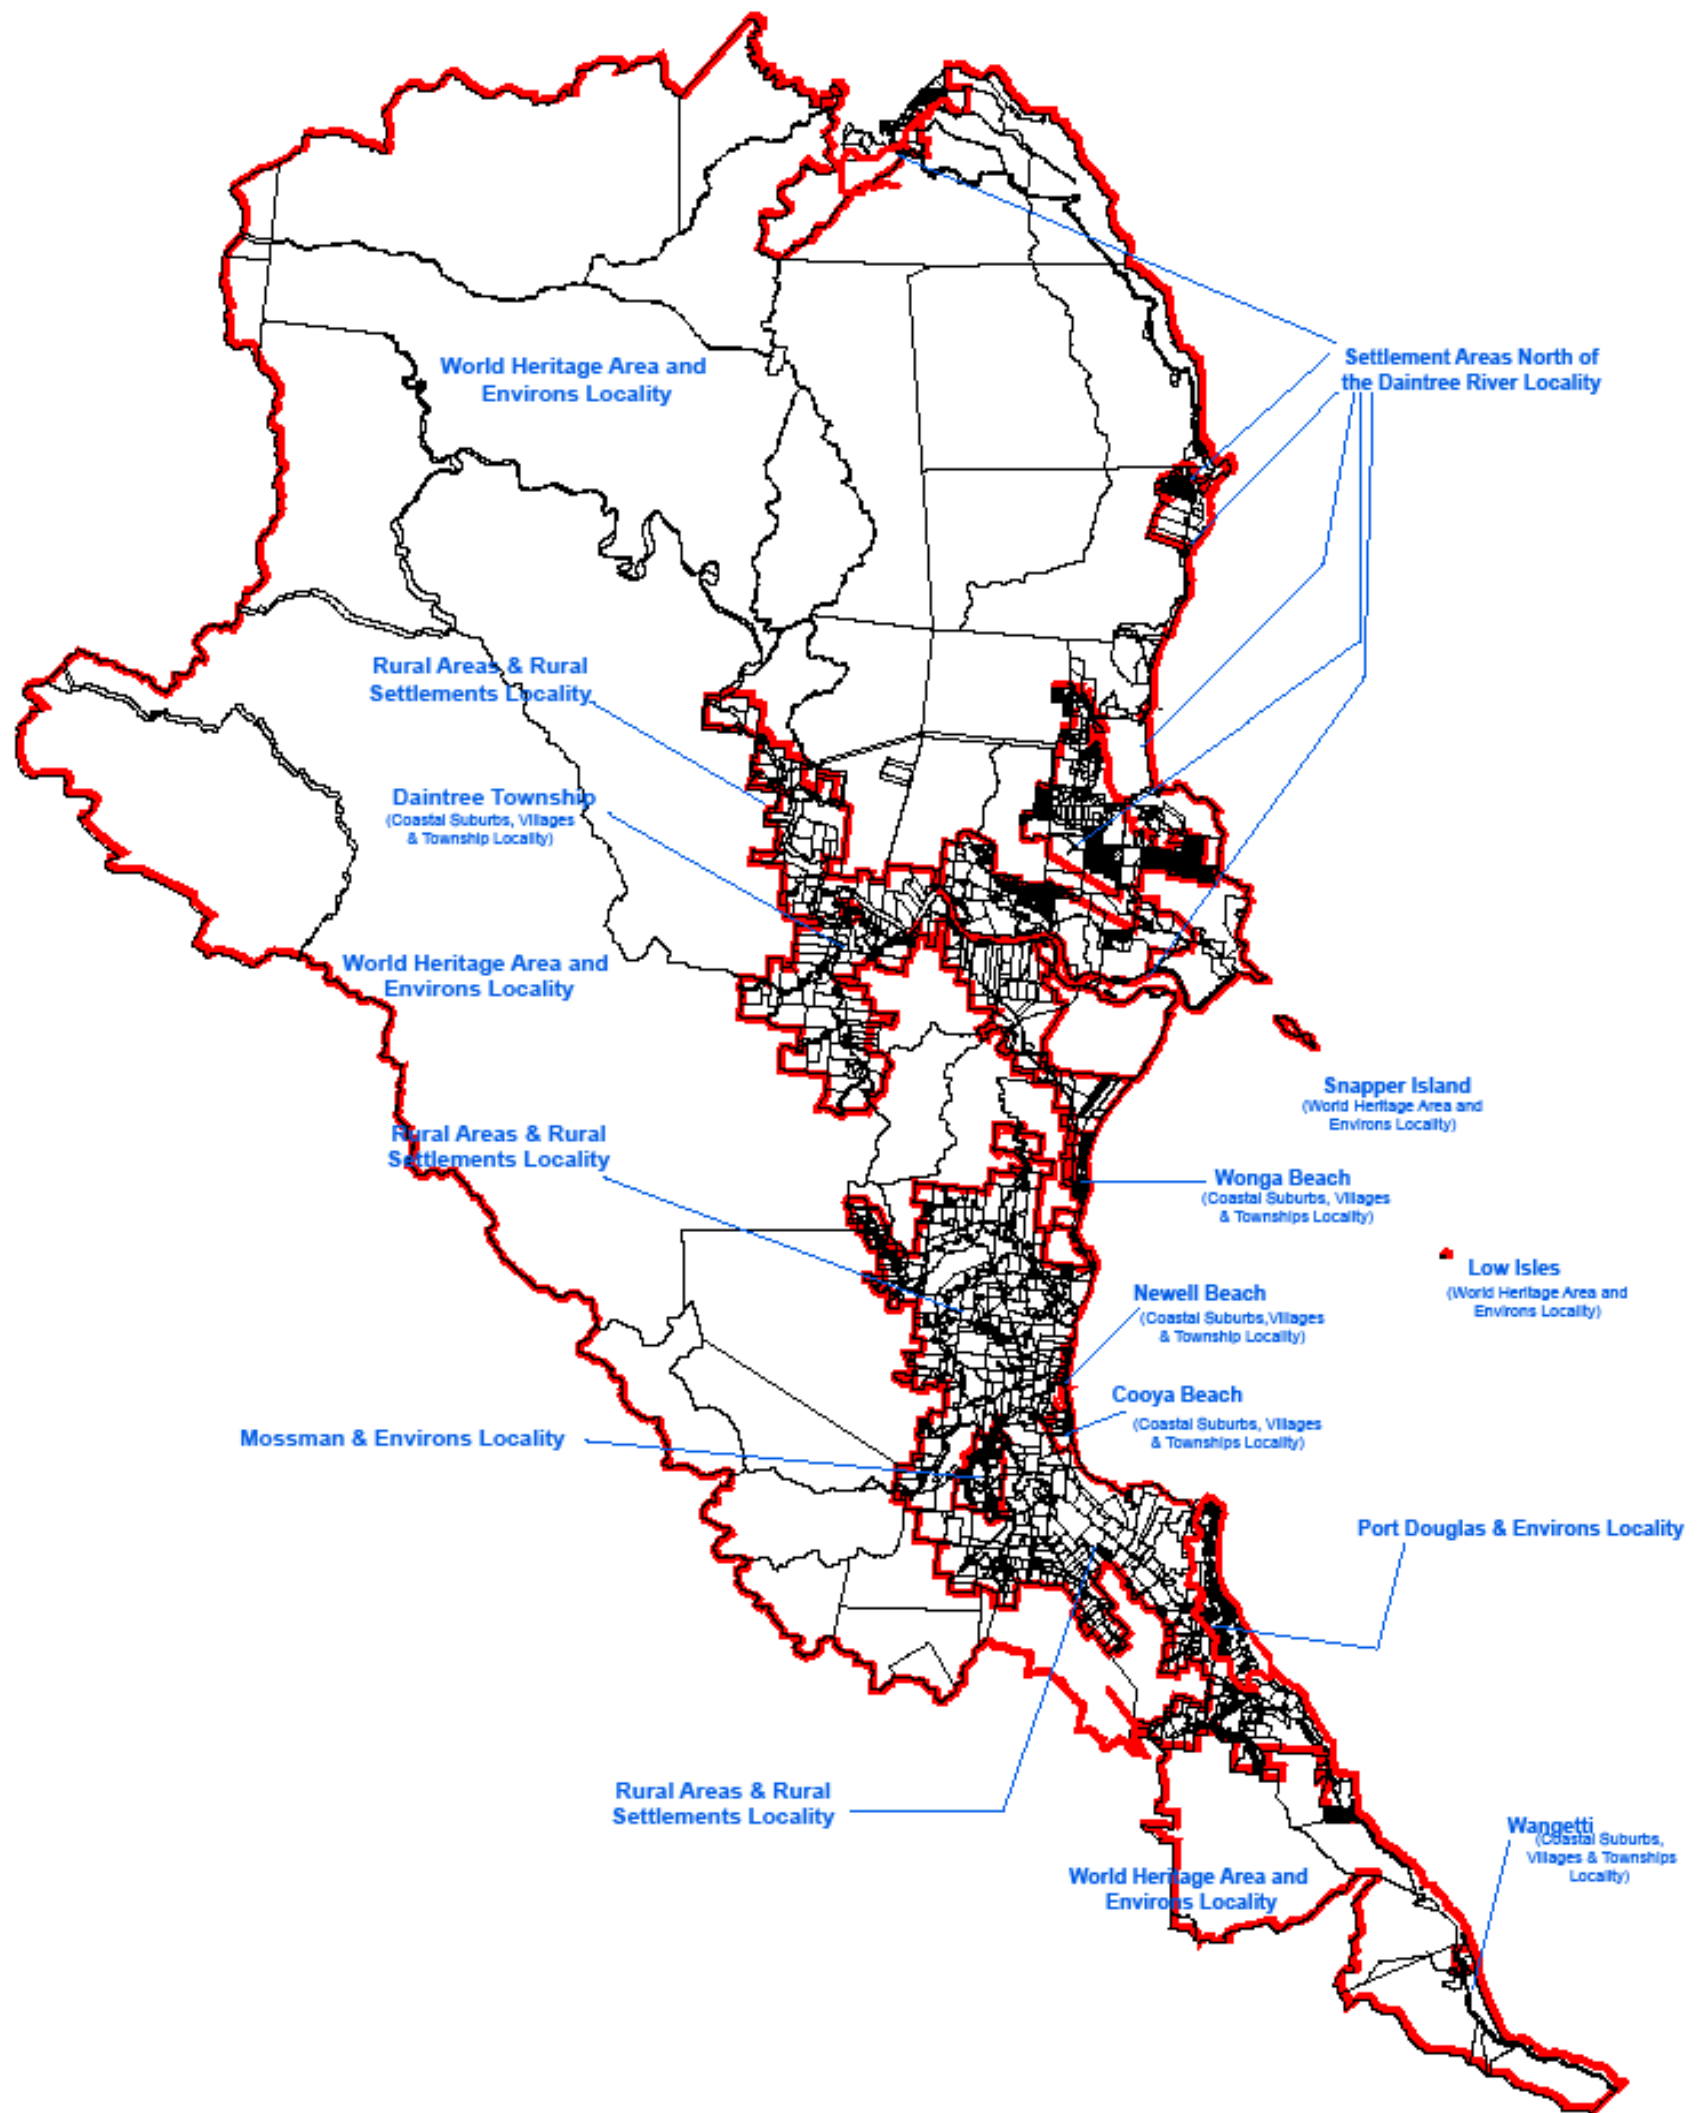 World Heritage Area and
Environs Locality
Settlement Areas North of
the Daintree River Locality
Rural Areas & Rural
Settlements Locality
Daintree Township
(Coastal Suburbs, Villages
& Township Locality)
World Heritage Area and
Environs Locality
Snapper Island
(World Heritage Area and
Environs Locality)
Rural Areas & Rural
Settlements Locality
Wonga Beach
(Coastal Suburbs, Villages
& Townships Locality)
Low Isles
(World Heritage Area and
Environs Locality)
Newell Beach
(Coastal Suburbs,Villages
& Township Locality)
Cooya Beach
(Coastal Suburbs, Villages
& Townships Locality)
Mossman & Environs Locality
Port Douglas & Environs Locality
Rural Areas & Rural
Settlements Locality
Wangetti
(Coastal Suburbs,
Villages & Townships
Locality)
World Heritage Area and
Environs Locality